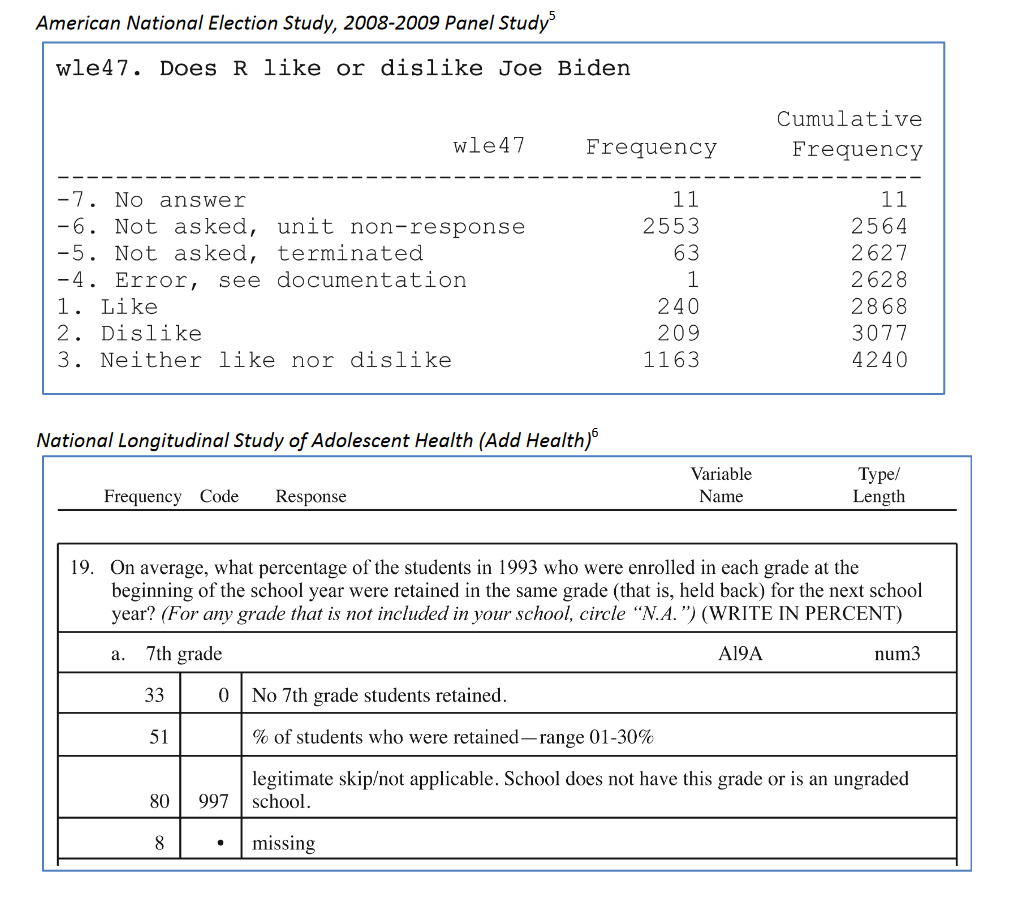 American National Election Study, 2008-2009 Panel Study5
wle47. Does R like or dislike Joe Biden
Cumulative
wle47 Frequency Frequency
-7. No answer 11 11
-6. Not asked, unit non-response 2553 2564
-5. Not asked, terminated 63 2627
-4. Error, see documentation 1 2628
1. Like 240 2868
2. Dislike 209 3077
3. Neither like nor dislike 1163 4240
National Longitudinal Study of Adolescent Health (Add Health)6
Variable Type/
Frequency Code Response Name Length
19. On average, what percentage of the students in 1993 who were enrolled in each grade at the
beginning of the school year were retained in the same grade (that is, held back) for the next school
year? (For any grade that is not included in your school, circle “N.A.”) (WRITE IN PERCENT)
a. 7th grade A19A num3
33 0 No 7th grade students retained.
51 % of students who were retained—range 01-30%
legitimate skip/not applicable. School does not have this grade or is an ungraded
80 997 school.
8 • missing